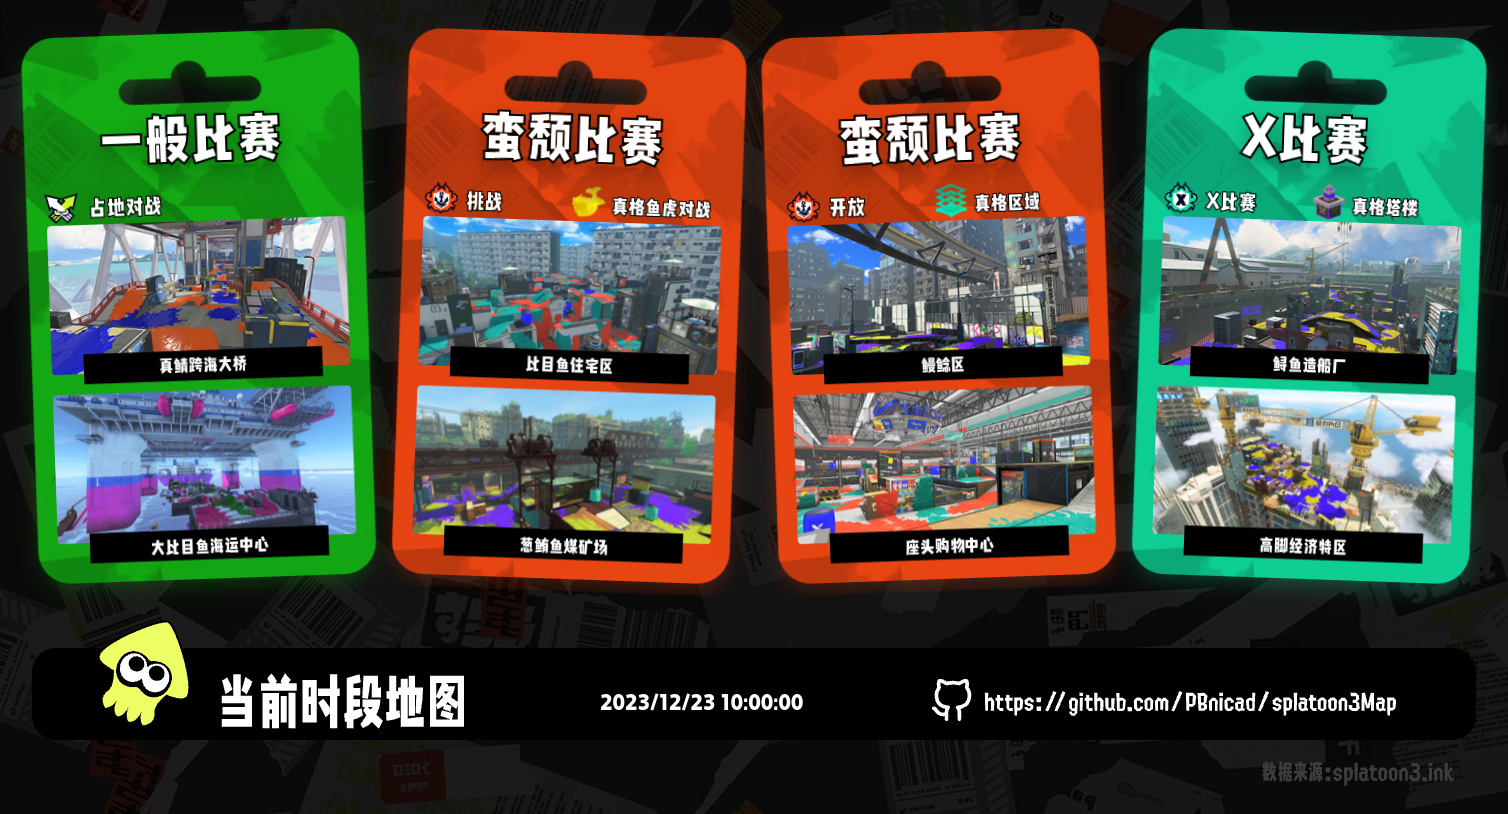 一般比赛
占地对战
真鲭跨海大桥
大比目鱼海运中心
蛮颓比赛
挑战
真格鱼虎对战
比目鱼住宅区
葱鲔鱼煤矿场
蛮颓比赛
开放
真格区域
鳗鲶区
座头购物中心
X比赛
X比赛
真格塔楼
鲟鱼造船厂
高脚经济特区
当前时段地图
2023/12/23 10:00:00
https://github.com/PBnicad/splatoon3Map
数据来源:splatoon3.ink